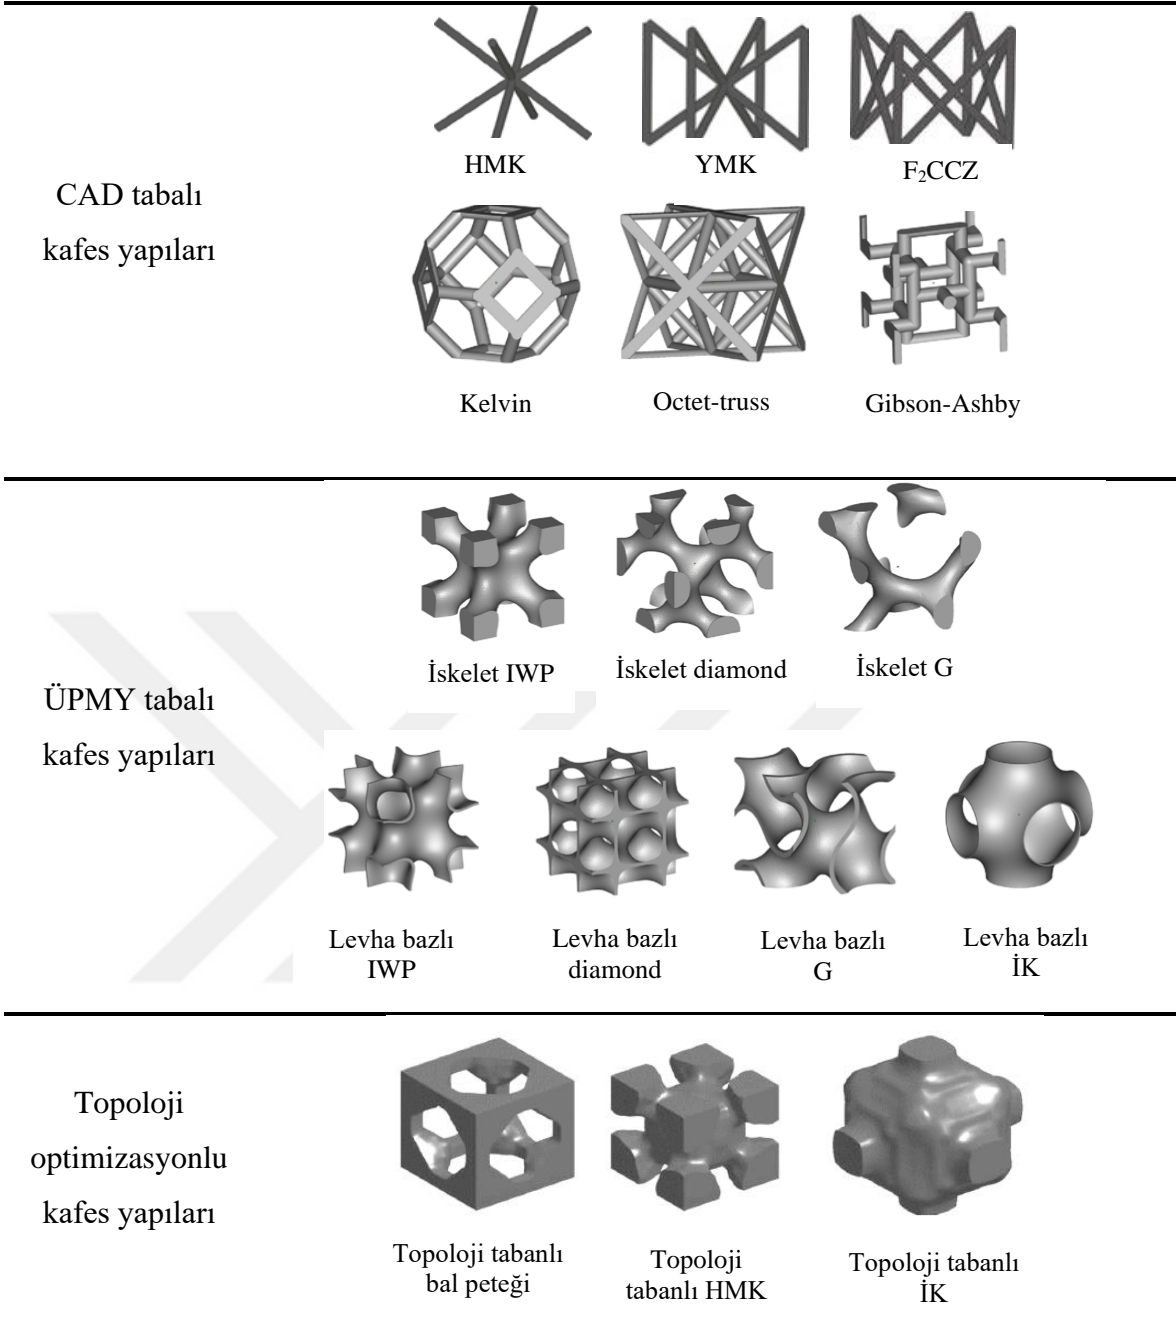 HMK
YMK
F₂CCZ
CAD tabalı
kafes yapıları
Kelvin
Octet-truss
Gibson-Ashby
İskelet IWP
İskelet diamond
İskelet G
ÜPMY tabalı
kafes yapıları
Levha bazlı
IWP
Levha bazlı
diamond
Levha bazlı
G
Levha bazlı
İK
Topoloji
optimizasyonlu
kafes yapıları
Topoloji tabanlı
bal peteği
Topoloji
tabanlı HMK
Topoloji tabanlı
İK